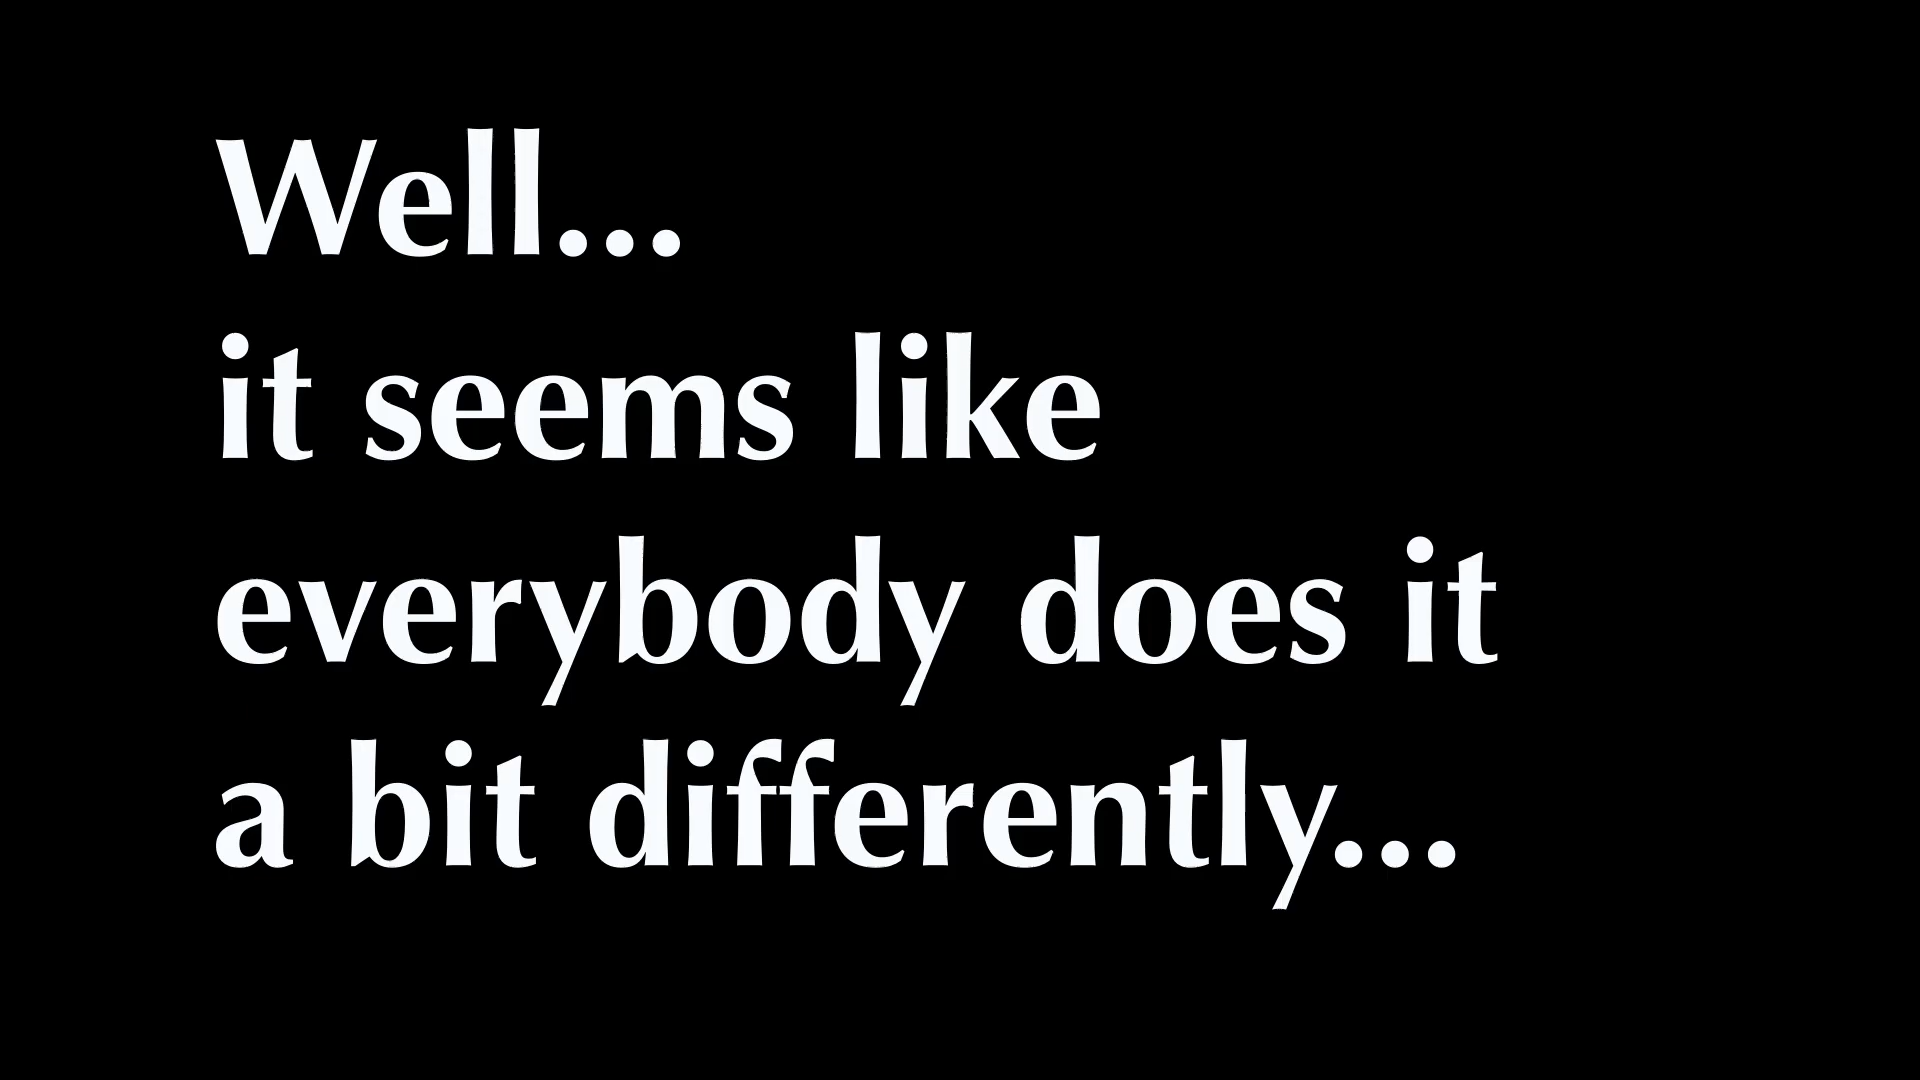 Well...
it seems like
everybody does it
a bit differently...